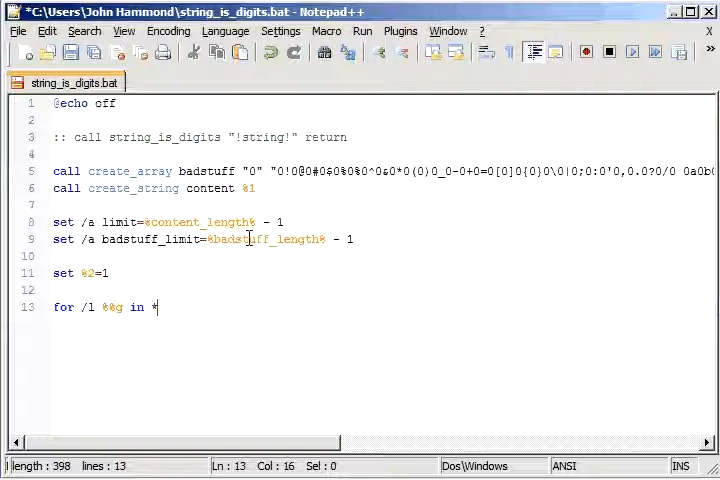 *C:\Users\John Hammond\string_is_digits.bat - Notepad++
File Edit Search View Encoding Language Settings Macro Run Plugins Window ? X
string_is_digits.bat
1 @echo off
2
3 :: call string_is_digits "!string!" return
4
5 call create_array badstuff "0" "0!0@0#0$0%0%0^0&0*0(0)0_0-0+0=0[0]0{0}0\0|0;0:0'0,0.0?0/0 0a0b0
6 call create_string content %1
7
8 set /a limit=%content_length% - 1
9 set /a badstuff_limit=%badstuff_length% - 1
10
11 set %2=1
12
13 for /l %%g in *
length : 398 lines : 13 Ln : 13 Col : 16 Sel : 0 Dos\Windows ANSI INS